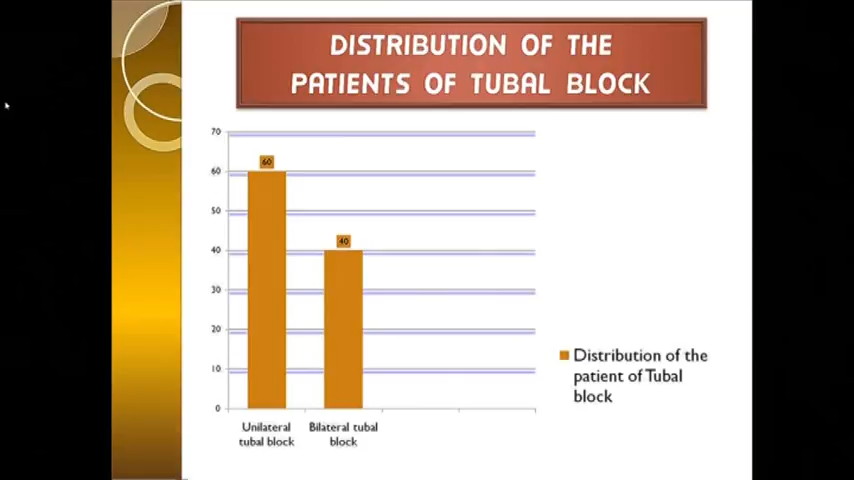 DISTRIBUTION OF THE
PATIENTS OF TUBAL BLOCK
70
60
50
40
30
20
10
0
60
40
Unilateral
tubal block
Bilateral tubal
block
Distribution of the
patient of Tubal
block